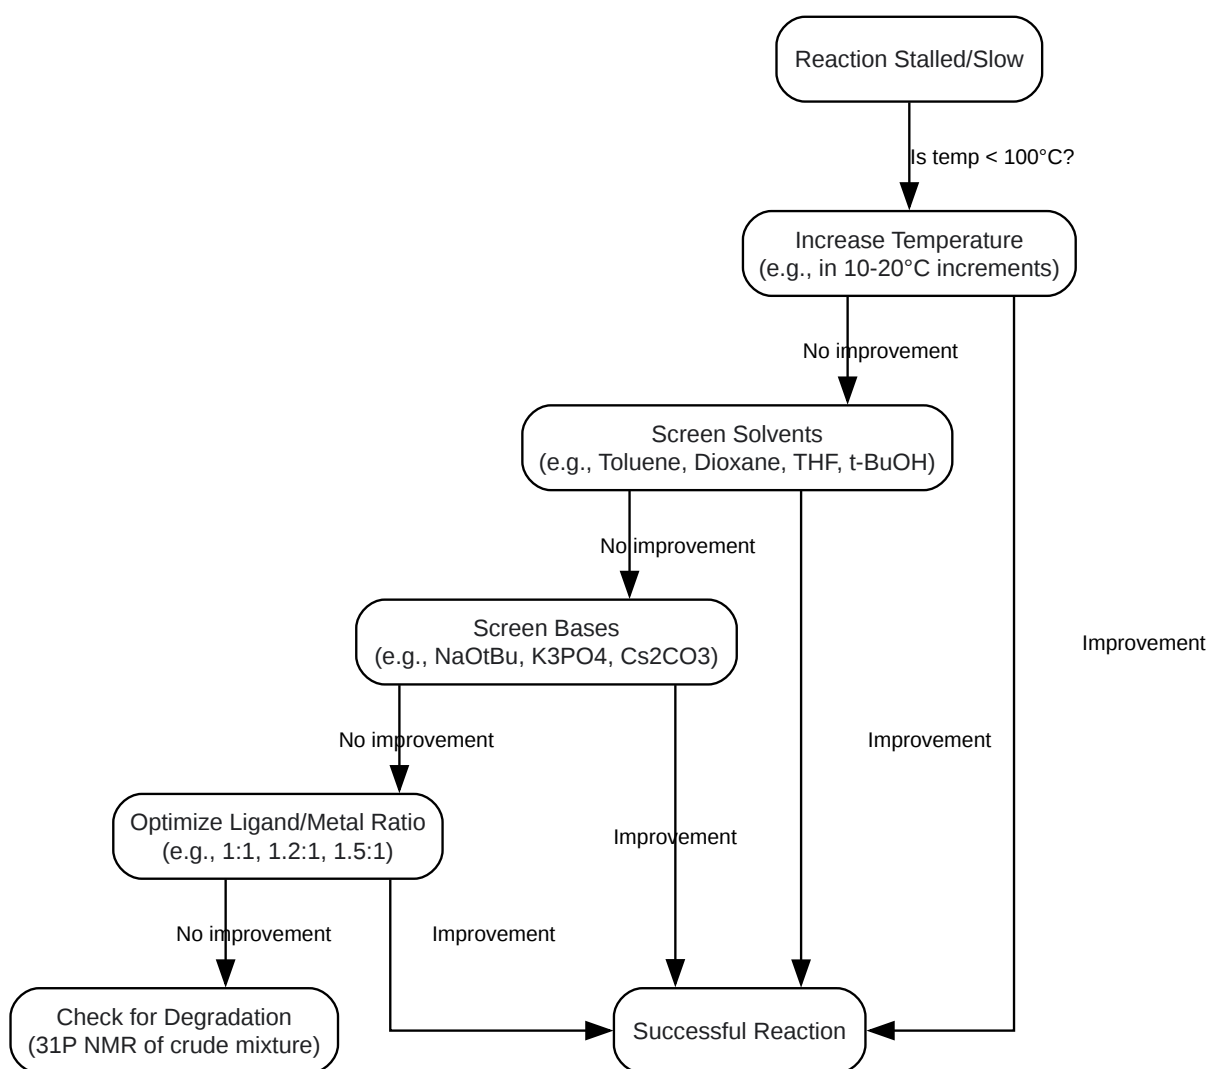 Reaction Stalled/Slow
Is temp < 100°C?
Increase Temperature
(e.g., in 10-20°C increments)
No improvement
Screen Solvents
(e.g., Toluene, Dioxane, THF, t-BuOH)
No improvement
Screen Bases
(e.g., NaOtBu, K3PO4, Cs2CO3)
Improvement
No improvement
Improvement
Optimize Ligand/Metal Ratio
(e.g., 1:1, 1.2:1, 1.5:1)
Improvement
No improvement
Improvement
Check for Degradation
(31P NMR of crude mixture)
Successful Reaction